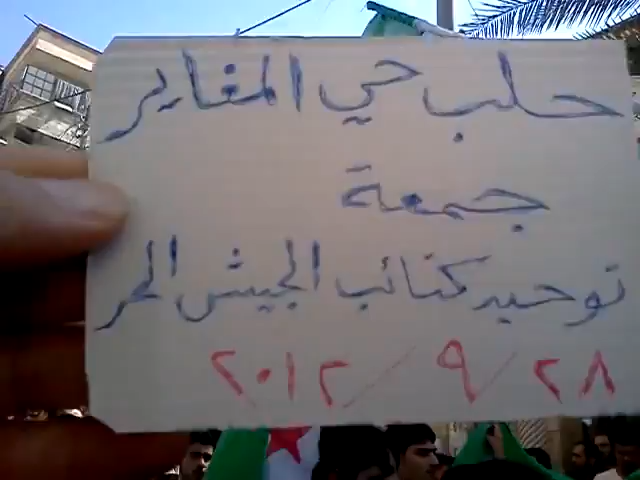 حلب حي المغاير
جمعة
توحيد كتائب الجيش الحر
٢٨/٩/٢٠١٢